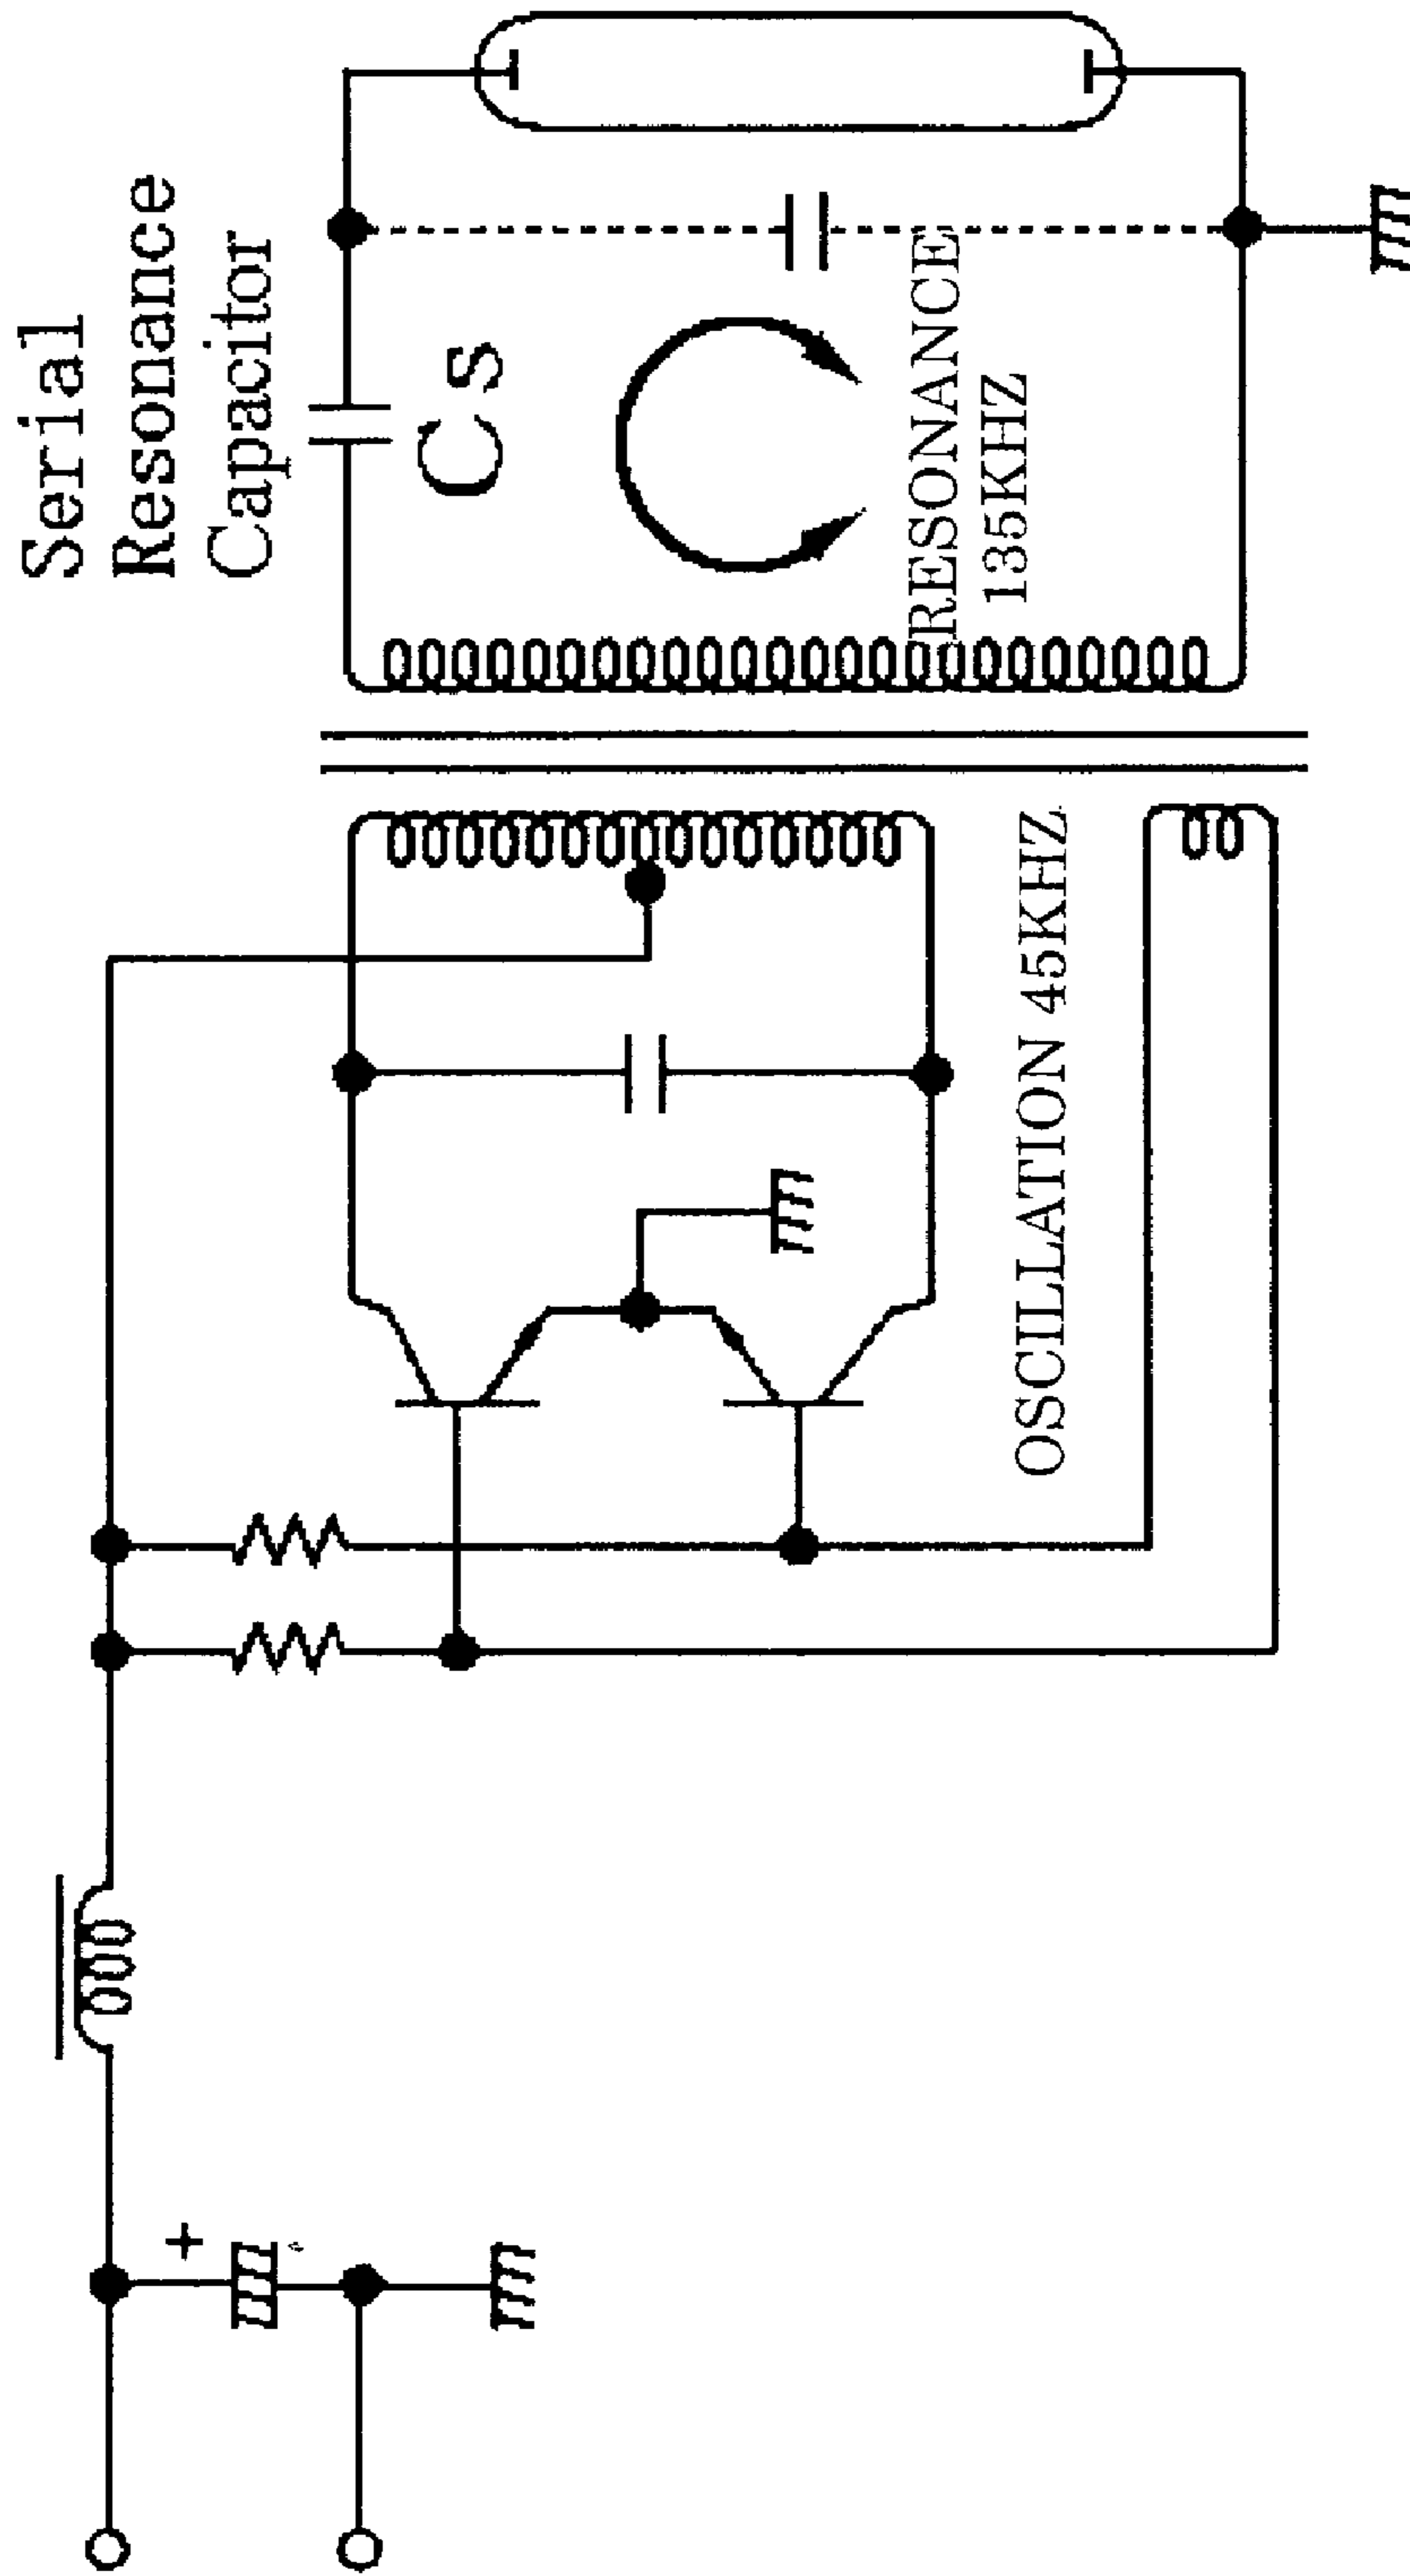 Serial
Resonance
Capacitor
Cs
RESONANCE
135KHZ
OSCILLATION 45KHZ
+